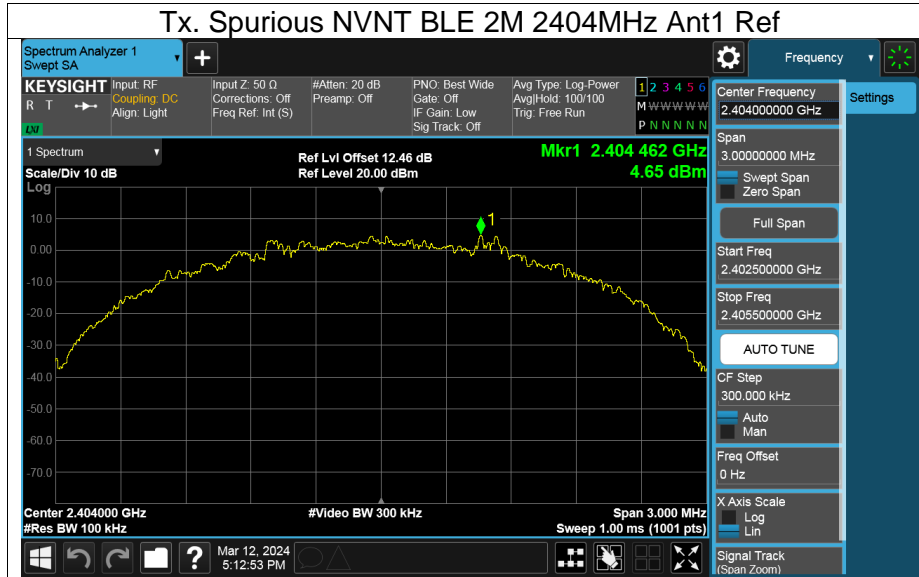 Tx. Spurious NVNT BLE 2M 2404MHz Ant1 Ref
Spectrum Analyzer 1
Swept SA
+
Frequency
KEYSIGHT
R T
LXI
Input: RF
Coupling: DC
Align: Light
Input Z: 50 Ω
Corrections: Off
Freq Ref: Int (S)
#Atten: 20 dB
Preamp: Off
PNO: Best Wide
Gate: Off
IF Gain: Low
Sig Track: Off
Avg Type: Log-Power
Avg|Hold: 100/100
Trig: Free Run
1 2 3 4 5 6
M W W W W W
P N N N N N
1 Spectrum
Scale/Div 10 dB
Ref Lvl Offset 12.46 dB
Ref Level 20.00 dBm
Mkr1 2.404 462 GHz
4.65 dBm
Log
10.0
0.00
-10.0
-20.0
-30.0
-40.0
-50.0
-60.0
-70.0
1
Center 2.404000 GHz
#Res BW 100 kHz
#Video BW 300 kHz
Span 3.000 MHz
Sweep 1.00 ms (1001 pts)
Center Frequency
2.404000000 GHz
Settings
Span
3.00000000 MHz
Swept Span
Zero Span
Full Span
Start Freq
2.402500000 GHz
Stop Freq
2.405500000 GHz
AUTO TUNE
CF Step
300.000 kHz
Auto
Man
Freq Offset
0 Hz
X Axis Scale
Log
Lin
Signal Track
(Span Zoom)
?
Mar 12, 2024
5:12:53 PM